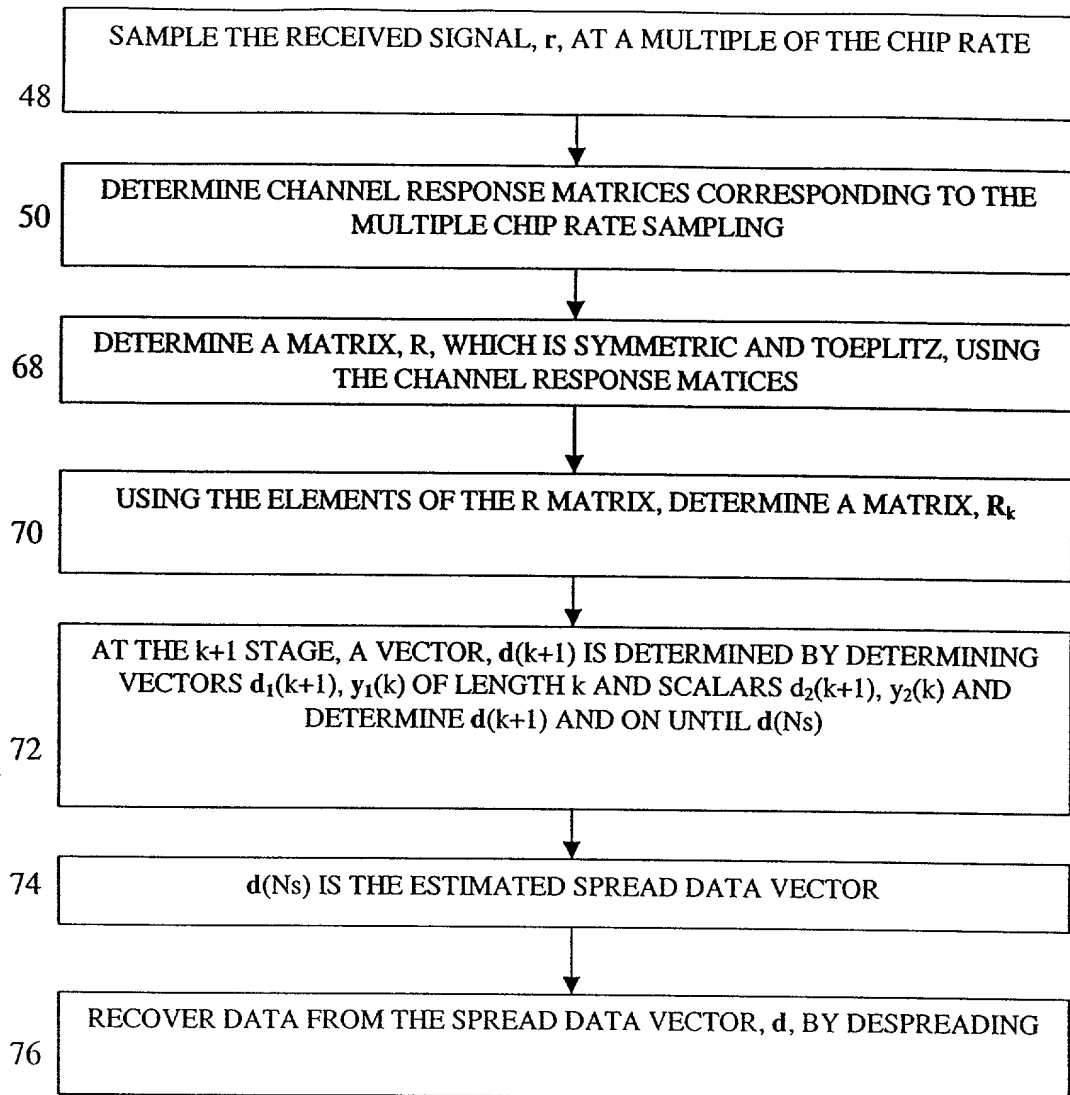 SAMPLE THE RECEIVED SIGNAL, r, AT A MULTIPLE OF THE CHIP RATE
48
DETERMINE CHANNEL RESPONSE MATRICES CORRESPONDING TO THE
MULTIPLE CHIP RATE SAMPLING
50
DETERMINE A MATRIX, R, WHICH IS SYMMETRIC AND TOEPLITZ, USING
THE CHANNEL RESPONSE MATICES
68
USING THE ELEMENTS OF THE R MATRIX, DETERMINE A MATRIX, Rk
70
AT THE k+1 STAGE, A VECTOR, d(k+1) IS DETERMINED BY DETERMINING
VECTORS d1(k+1), y1(k) OF LENGTH k AND SCALARS d2(k+1), y2(k) AND
DETERMINE d(k+1) AND ON UNTIL d(Ns)
72
74
d(Ns) IS THE ESTIMATED SPREAD DATA VECTOR
RECOVER DATA FROM THE SPREAD DATA VECTOR, d, BY DESPREADING
76